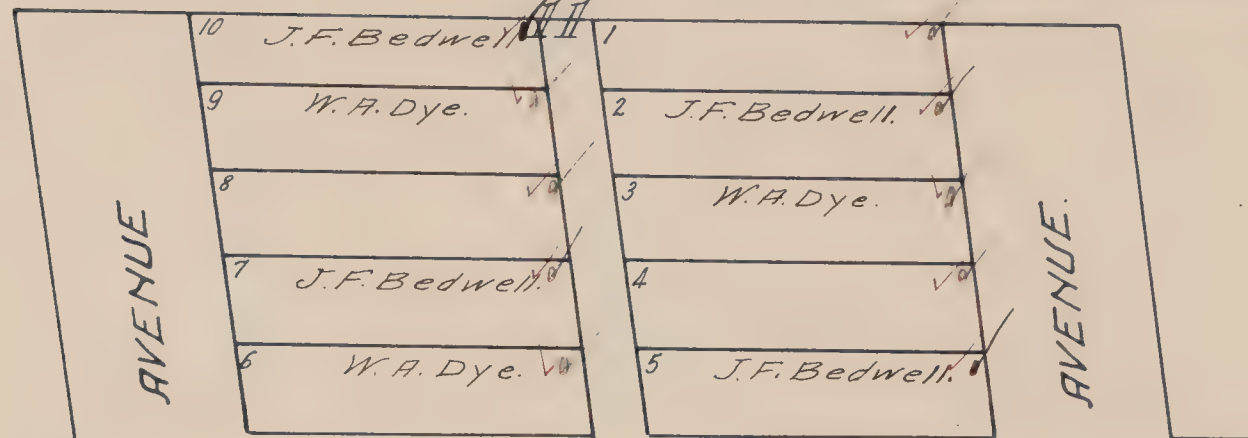 11
10 J.F. Bedwell.
1
9 W.A. Dye.
2 J.F. Bedwell.
8
3 W.A. Dye.
7 J.F. Bedwell.
4
6 W.A. Dye.
5 J.F. Bedwell.
AVENUE
AVENUE.